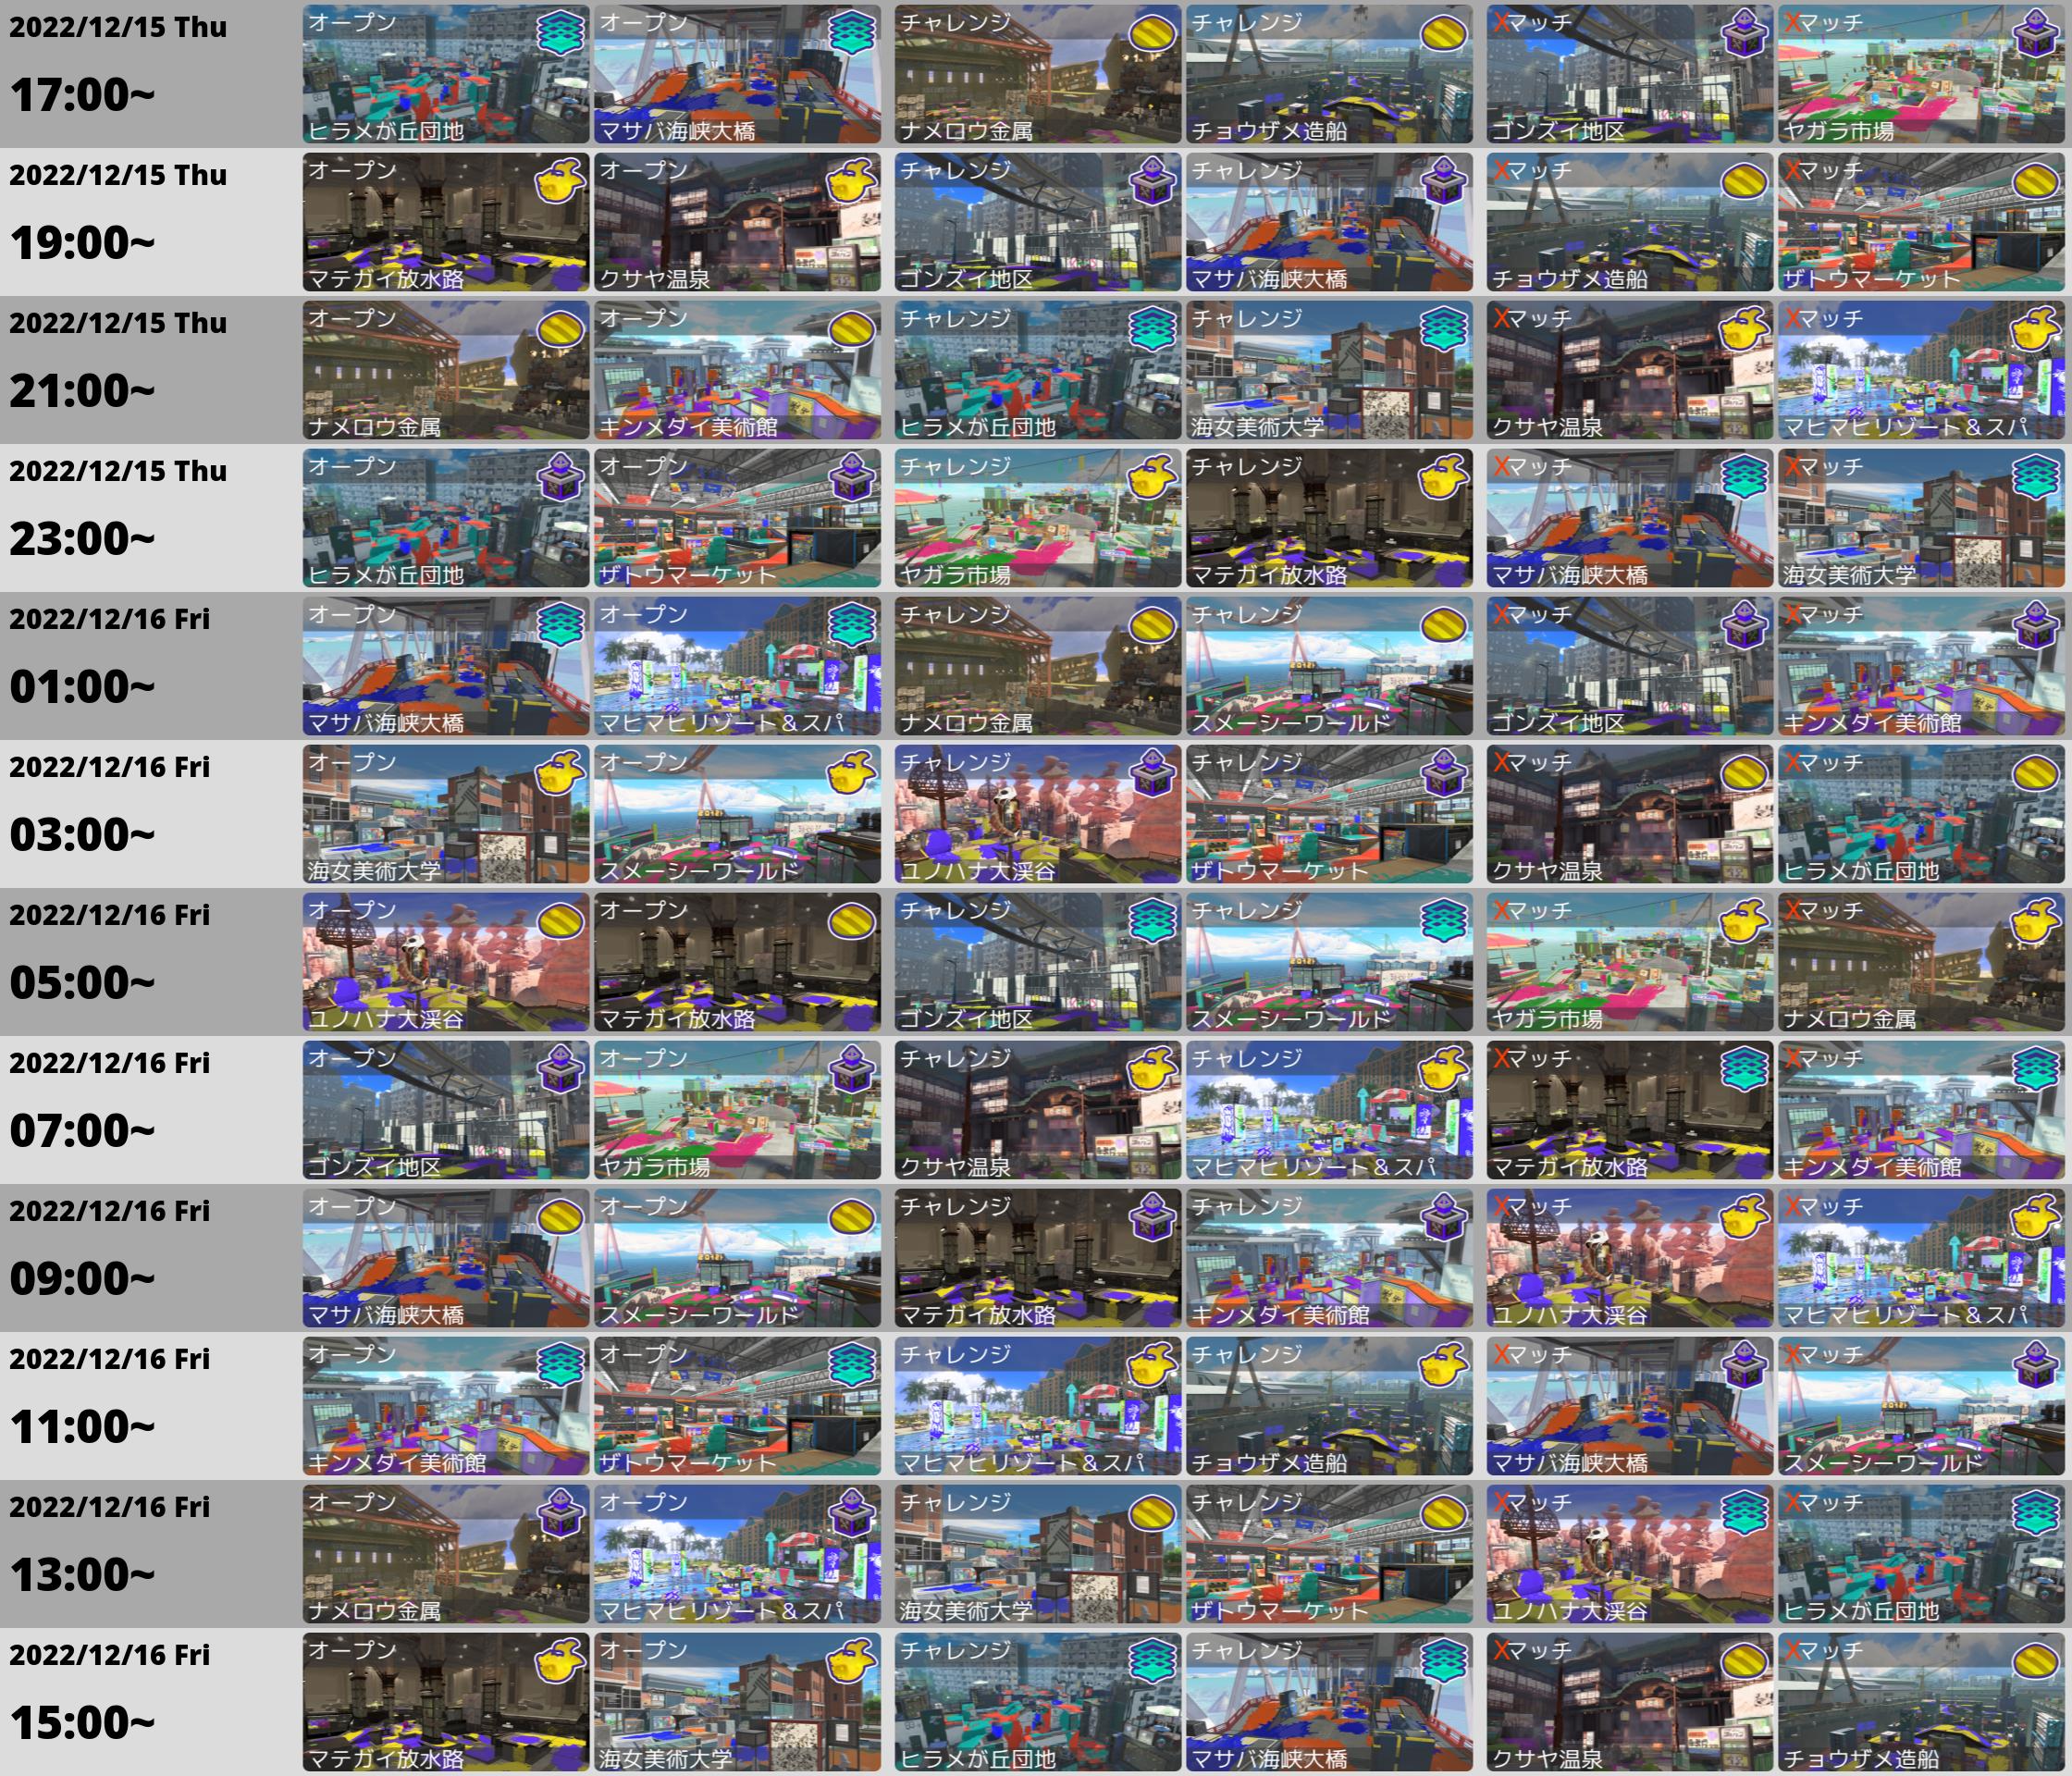 2022/12/15 Thu
17:00~
オープン
ヒラメが丘団地
オープン
マサバ海峡大橋
チャレンジ
ナメロウ金属
チャレンジ
チョウザメ造船
Xマッチ
ゴンズイ地区
Xマッチ
ヤガラ市場
2022/12/15 Thu
19:00~
オープン
マテガイ放水路
オープン
クサヤ温泉
チャレンジ
ゴンズイ地区
チャレンジ
マサバ海峡大橋
Xマッチ
チョウザメ造船
Xマッチ
ザトウマーケット
2022/12/15 Thu
21:00~
オープン
ナメロウ金属
オープン
キンメダイ美術館
チャレンジ
ヒラメが丘団地
チャレンジ
海女美術大学
Xマッチ
クサヤ温泉
Xマッチ
マヒマヒリゾート＆スパ
2022/12/15 Thu
23:00~
オープン
ヒラメが丘団地
オープン
ザトウマーケット
チャレンジ
ヤガラ市場
チャレンジ
マテガイ放水路
Xマッチ
マサバ海峡大橋
Xマッチ
海女美術大学
2022/12/16 Fri
01:00~
オープン
マサバ海峡大橋
オープン
マヒマヒリゾート＆スパ
チャレンジ
ナメロウ金属
チャレンジ
スメーシーワールド
Xマッチ
ゴンズイ地区
Xマッチ
キンメダイ美術館
2022/12/16 Fri
03:00~
オープン
海女美術大学
オープン
スメーシーワールド
チャレンジ
ユノハナ大渓谷
チャレンジ
ザトウマーケット
Xマッチ
クサヤ温泉
Xマッチ
ヒラメが丘団地
2022/12/16 Fri
05:00~
オープン
ユノハナ大渓谷
オープン
マテガイ放水路
チャレンジ
ゴンズイ地区
チャレンジ
スメーシーワールド
Xマッチ
ヤガラ市場
Xマッチ
ナメロウ金属
2022/12/16 Fri
07:00~
オープン
ゴンズイ地区
オープン
ヤガラ市場
チャレンジ
クサヤ温泉
チャレンジ
マヒマヒリゾート＆スパ
Xマッチ
マテガイ放水路
Xマッチ
キンメダイ美術館
2022/12/16 Fri
09:00~
オープン
マサバ海峡大橋
オープン
スメーシーワールド
チャレンジ
マテガイ放水路
チャレンジ
キンメダイ美術館
Xマッチ
ユノハナ大渓谷
Xマッチ
マヒマヒリゾート＆スパ
2022/12/16 Fri
11:00~
オープン
キンメダイ美術館
オープン
ザトウマーケット
チャレンジ
マヒマヒリゾート＆スパ
チャレンジ
チョウザメ造船
Xマッチ
マサバ海峡大橋
Xマッチ
スメーシーワールド
2022/12/16 Fri
13:00~
オープン
ナメロウ金属
オープン
マヒマヒリゾート＆スパ
チャレンジ
海女美術大学
チャレンジ
ザトウマーケット
Xマッチ
ユノハナ大渓谷
Xマッチ
ヒラメが丘団地
2022/12/16 Fri
15:00~
オープン
マテガイ放水路
オープン
海女美術大学
チャレンジ
ヒラメが丘団地
チャレンジ
マサバ海峡大橋
Xマッチ
クサヤ温泉
Xマッチ
チョウザメ造船